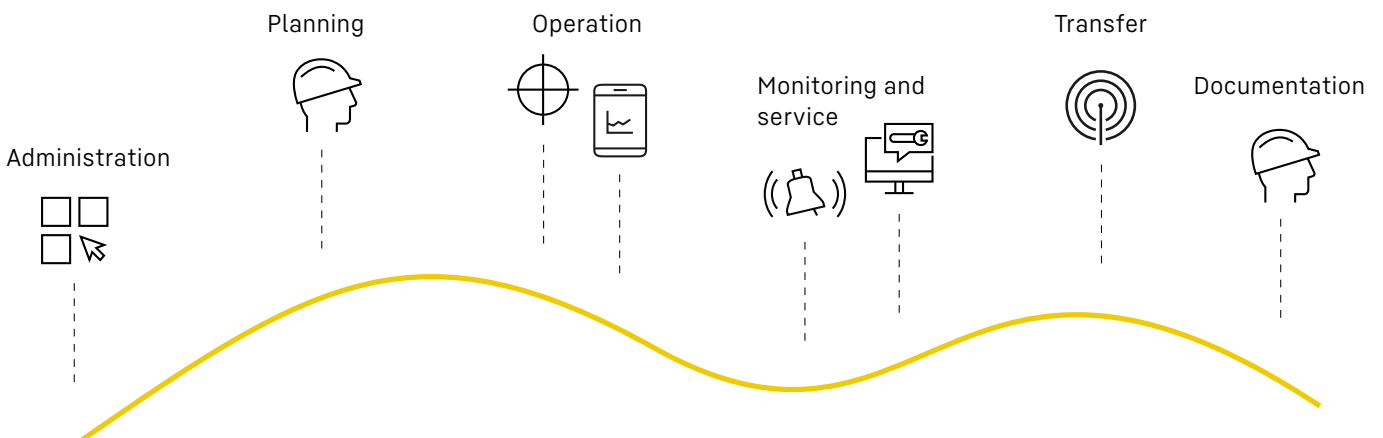 Planning
Operation
Transfer
Monitoring and
service
Documentation
Administration